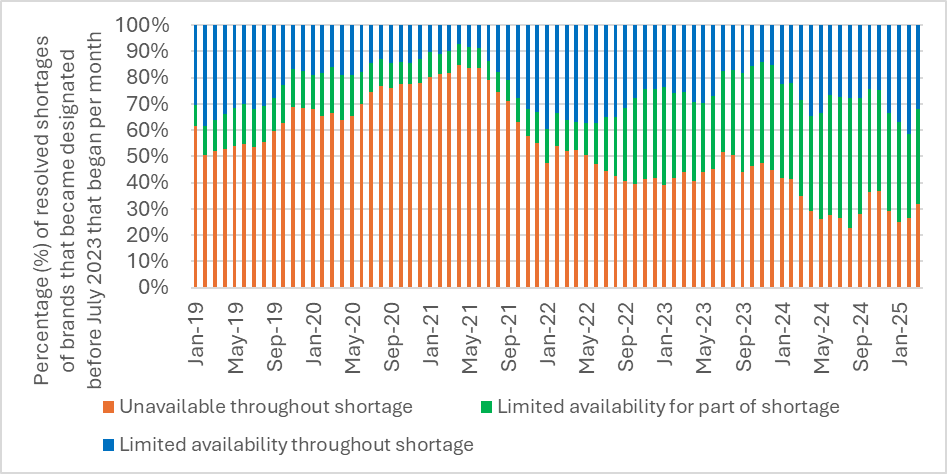 Percentage (%) of resolved shortages
of brands that became designated
before July 2023 that began per month
100%
90%
80%
70%
60%
50%
40%
30%
20%
10%
0%
Jan-19
May-19
Sep-19
Jan-20
May-20
Sep-20
Jan-21
May-21
Sep-21
Jan-22
May-22
Sep-22
Jan-23
May-23
Sep-23
Jan-24
May-24
Sep-24
Jan-25
Unavailable throughout shortage
Limited availability for part of shortage
Limited availability throughout shortage